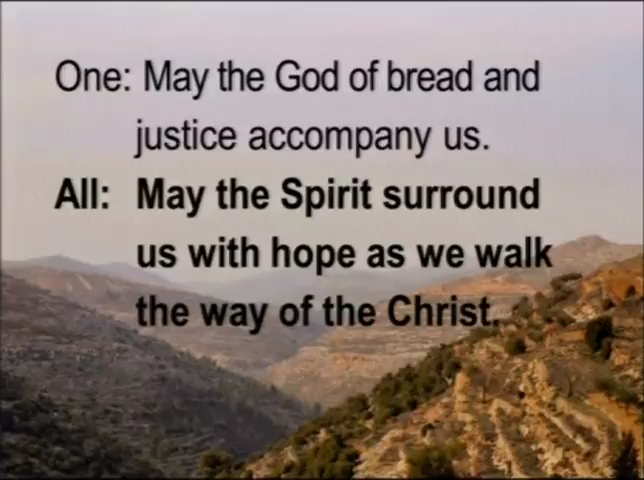 One: May the God of bread and
justice accompany us.
All: May the Spirit surround
us with hope as we walk
the way of the Christ.